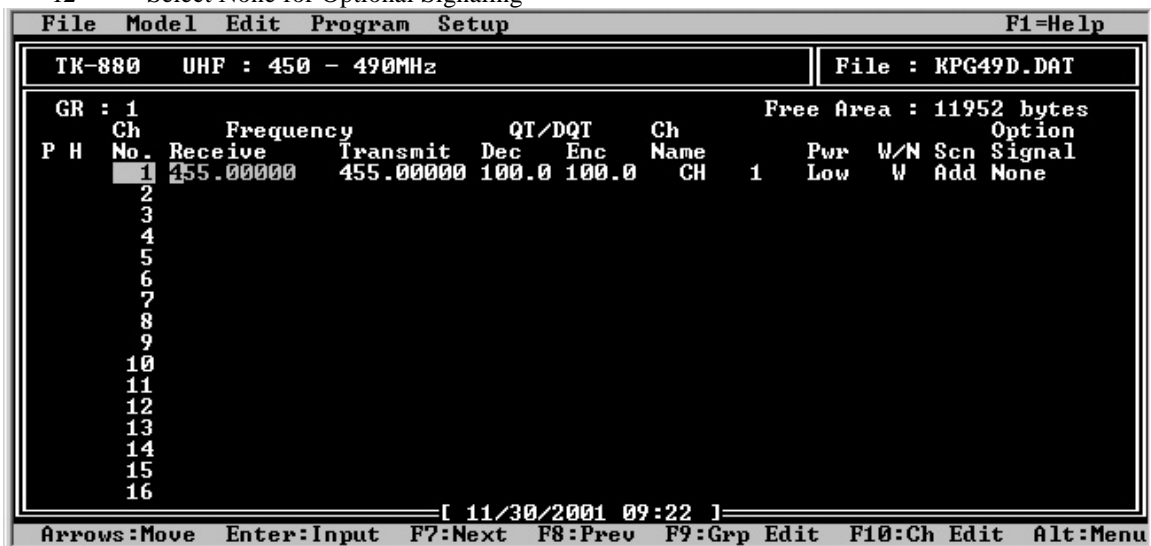 12 Select None for Optional Signaling
File Model Edit Program Setup F1=Help
TK-880 UHF : 450 - 490MHz File : KPG49D.DAT
GR : 1 Free Area : 11952 bytes
Ch Frequency QT/DQT Ch Option
P H No. Receive Transmit Dec Enc Name Pwr W/N Scn Signal
1 455.00000 455.00000 100.0 100.0 CH 1 Low W Add None
2
3
4
5
6
7
8
9
10
11
12
13
14
15
16
[ 11/30/2001 09:22 ]
Arrows:Move Enter:Input F7:Next F8:Prev F9:Grp Edit F10:Ch Edit Alt:Menu